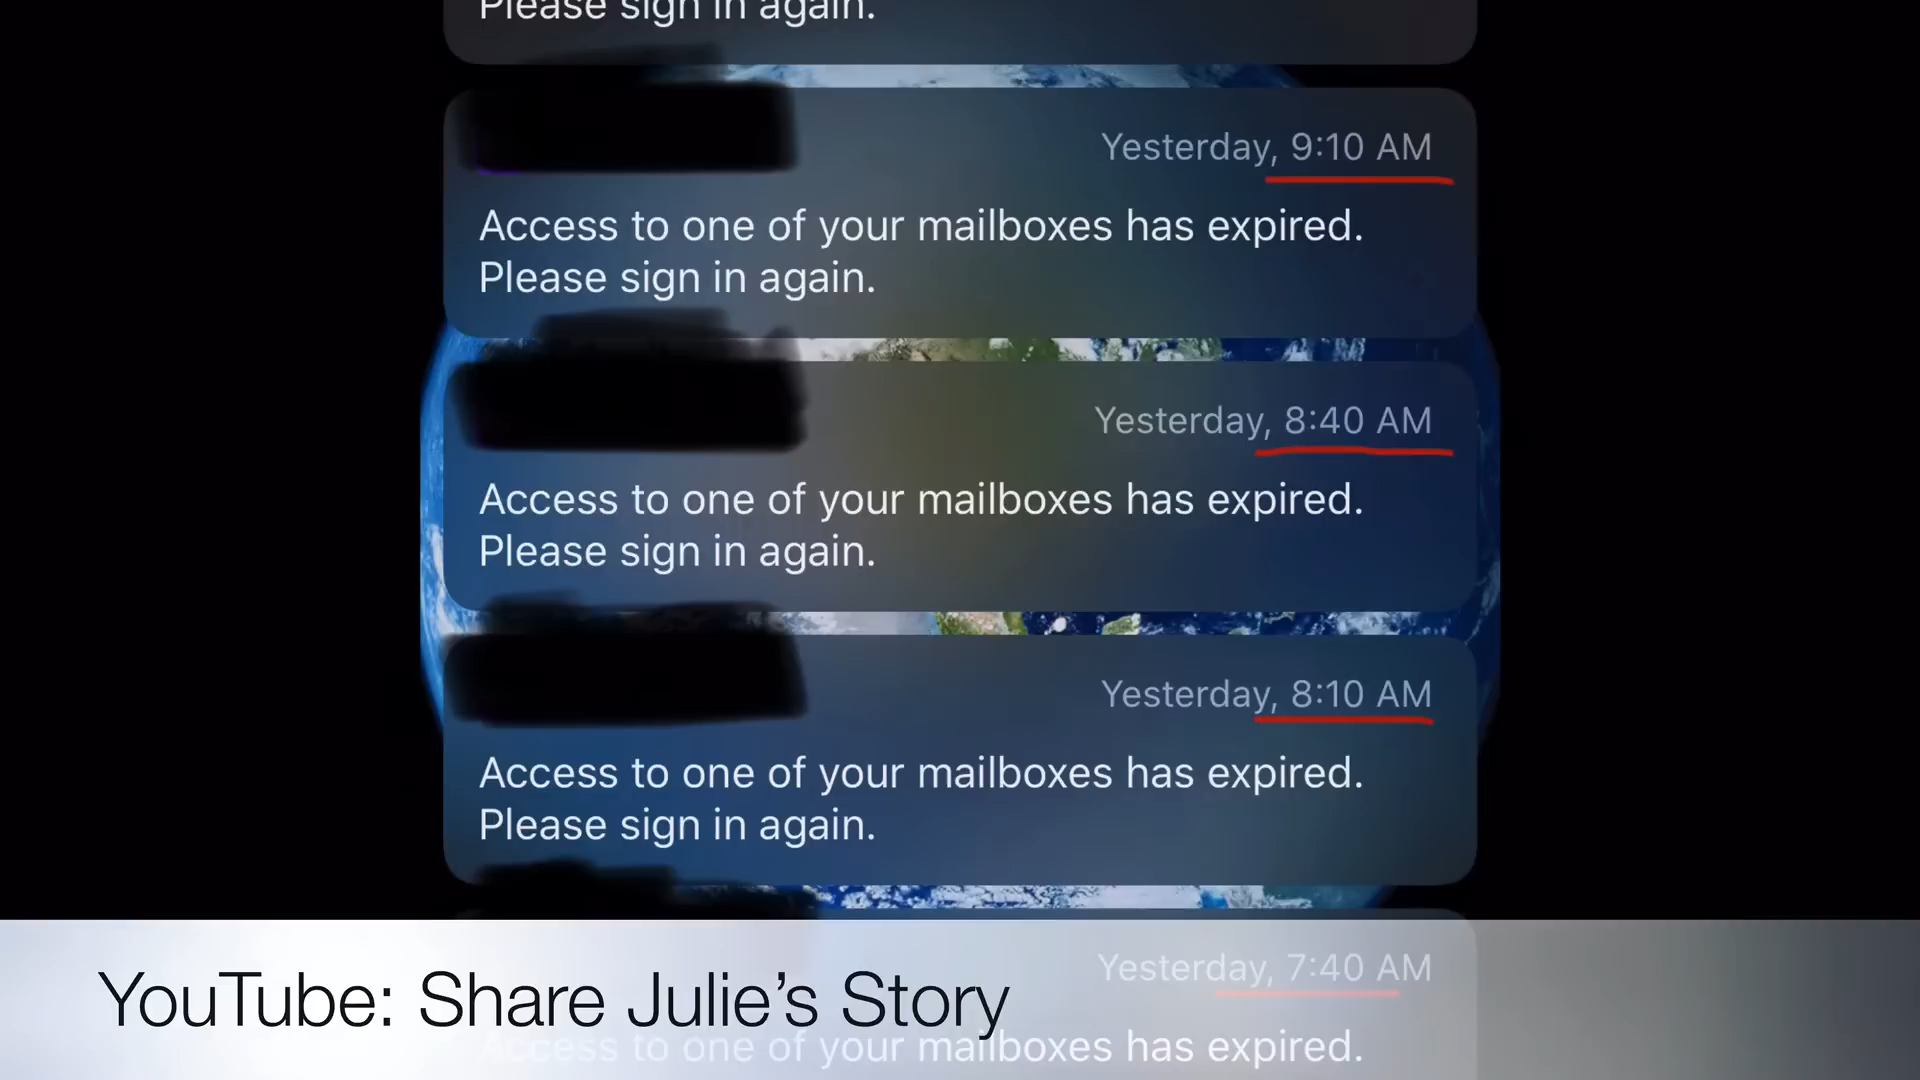 Please sign in again.
Yesterday, 9:10 AM
Access to one of your mailboxes has expired.
Please sign in again.
Yesterday, 8:40 AM
Access to one of your mailboxes has expired.
Please sign in again.
Yesterday, 8:10 AM
Access to one of your mailboxes has expired.
Please sign in again.
Yesterday, 7:40 AM
YouTube: Share Julie’s Story
Access to one of your mailboxes has expired.